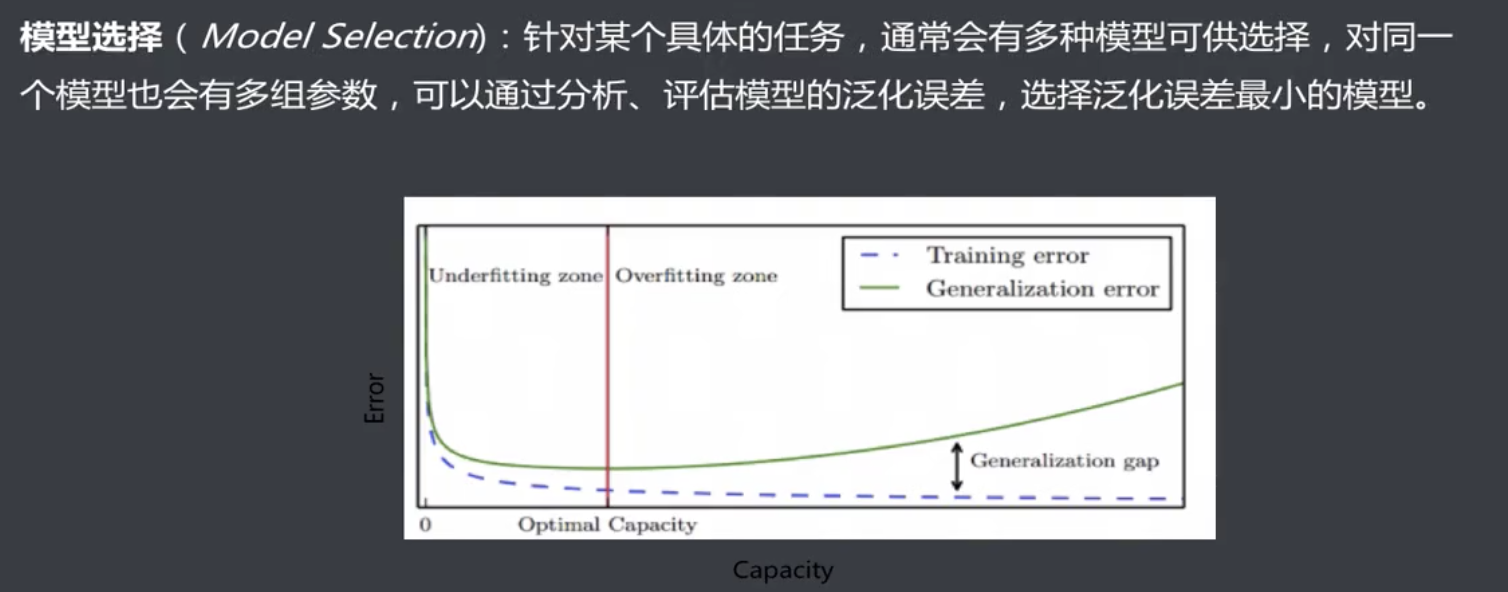 模型选择（Model Selection)：针对某个具体的任务，通常会有多种模型可供选择，对同一
个模型也会有多组参数，可以通过分析、评估模型的泛化误差，选择泛化误差最小的模型。
Underfitting zone Overfitting zone
Training error
Generalization error
Error
Generalization gap
0
Optimal Capacity
Capacity